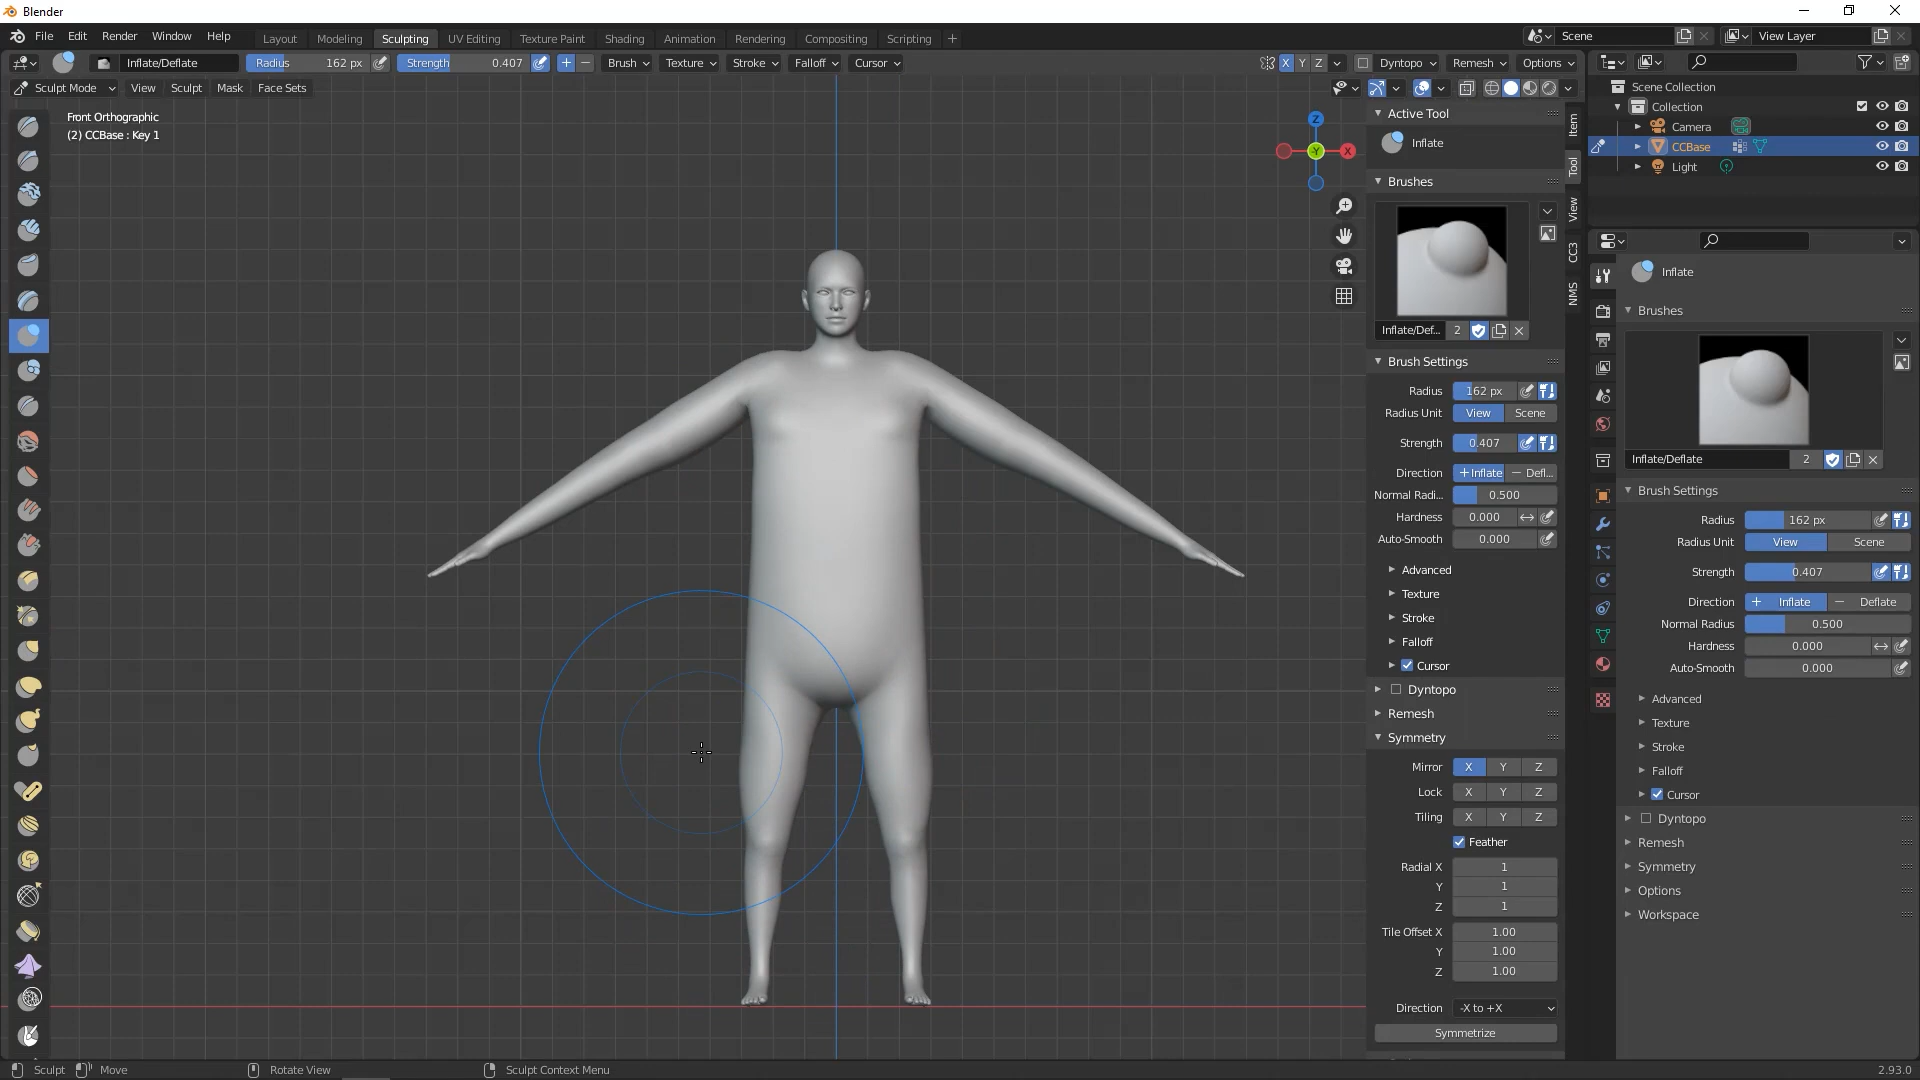 Blender
File Edit Render Window Help
Layout Modeling Sculpting UV Editing Texture Paint Shading Animation Rendering Compositing Scripting +
Scene View Layer
Inflate/Deflate Radius 162 px Strength 0.407 + − Brush Texture Stroke Falloff Cursor X Y Z Dyntopo Remesh Options
Sculpt Mode View Sculpt Mask Face Sets
Front Orthographic
(2) CCBase : Key 1
Z
-Y
X
Active Tool
Inflate
Brushes
Inflate/Def... 2
Brush Settings
Radius 162 px
Radius Unit View Scene
Strength 0.407
Direction + Inflate − Defl...
Normal Radi... 0.500
Hardness 0.000
Auto-Smooth 0.000
Advanced
Texture
Stroke
Falloff
Cursor
Dyntopo
Remesh
Symmetry
Mirror X Y Z
Lock X Y Z
Tiling X Y Z
Feather
Radial X 1
Y 1
Z 1
Tile Offset X 1.00
Y 1.00
Z 1.00
Direction -X to +X
Symmetrize
Item
Tool
View
CC3
NMS
Scene Collection
Collection
Camera
CCBase
Light
Inflate
Brushes
Inflate/Deflate 2
Brush Settings
Radius 162 px
Radius Unit View Scene
Strength 0.407
Direction + Inflate − Deflate
Normal Radius 0.500
Hardness 0.000
Auto-Smooth 0.000
Advanced
Texture
Stroke
Falloff
Cursor
Dyntopo
Remesh
Symmetry
Options
Workspace
Sculpt Move Rotate View Sculpt Context Menu 2.93.0